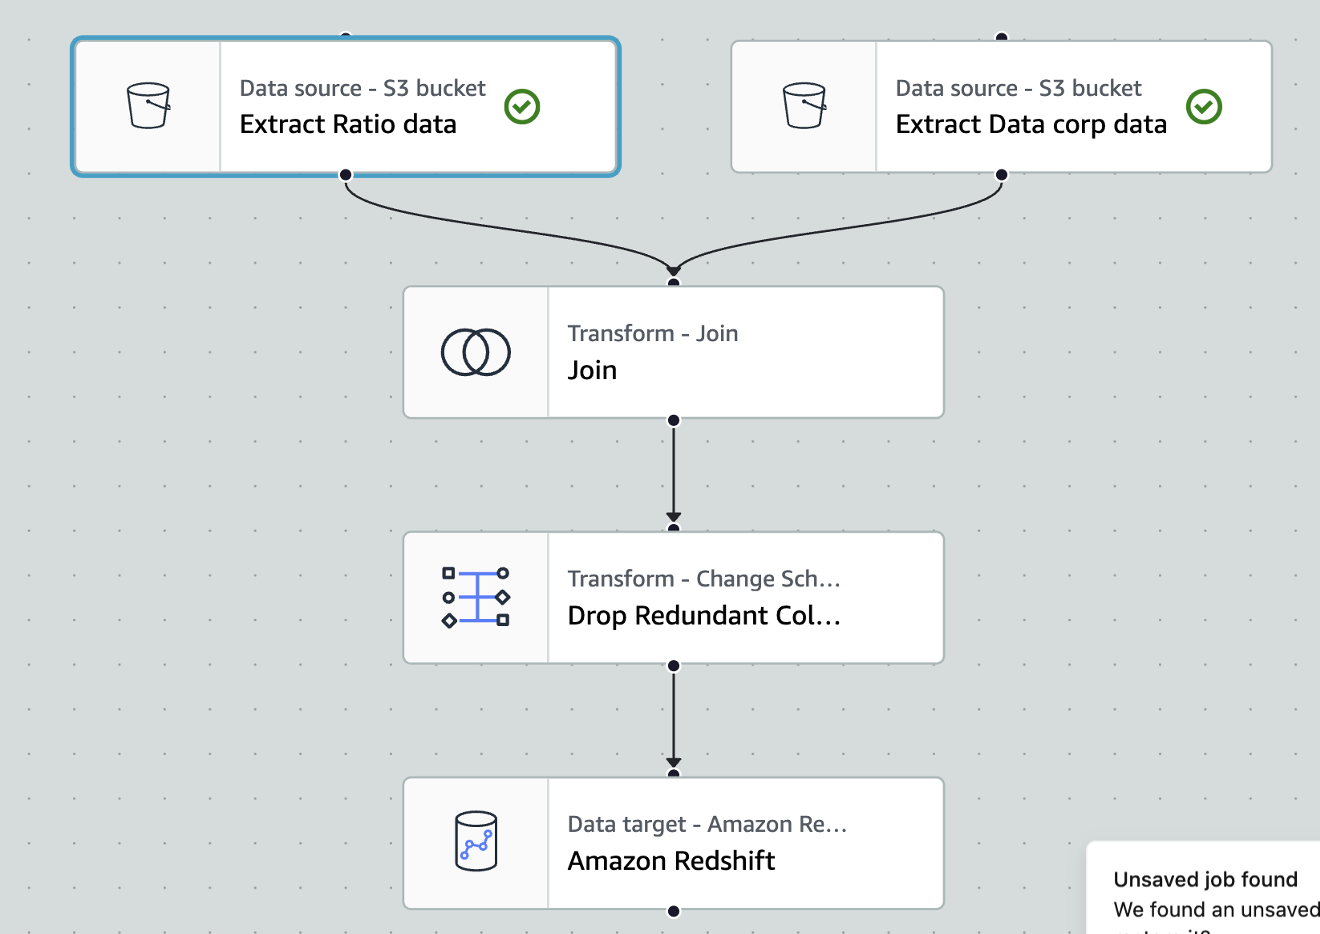 Data source - S3 bucket
Extract Ratio data
Data source - S3 bucket
Extract Data corp data
Transform - Join
Join
Transform - Change Sch...
Drop Redundant Col...
Data target - Amazon Re...
Amazon Redshift
Unsaved job found
We found an unsaved